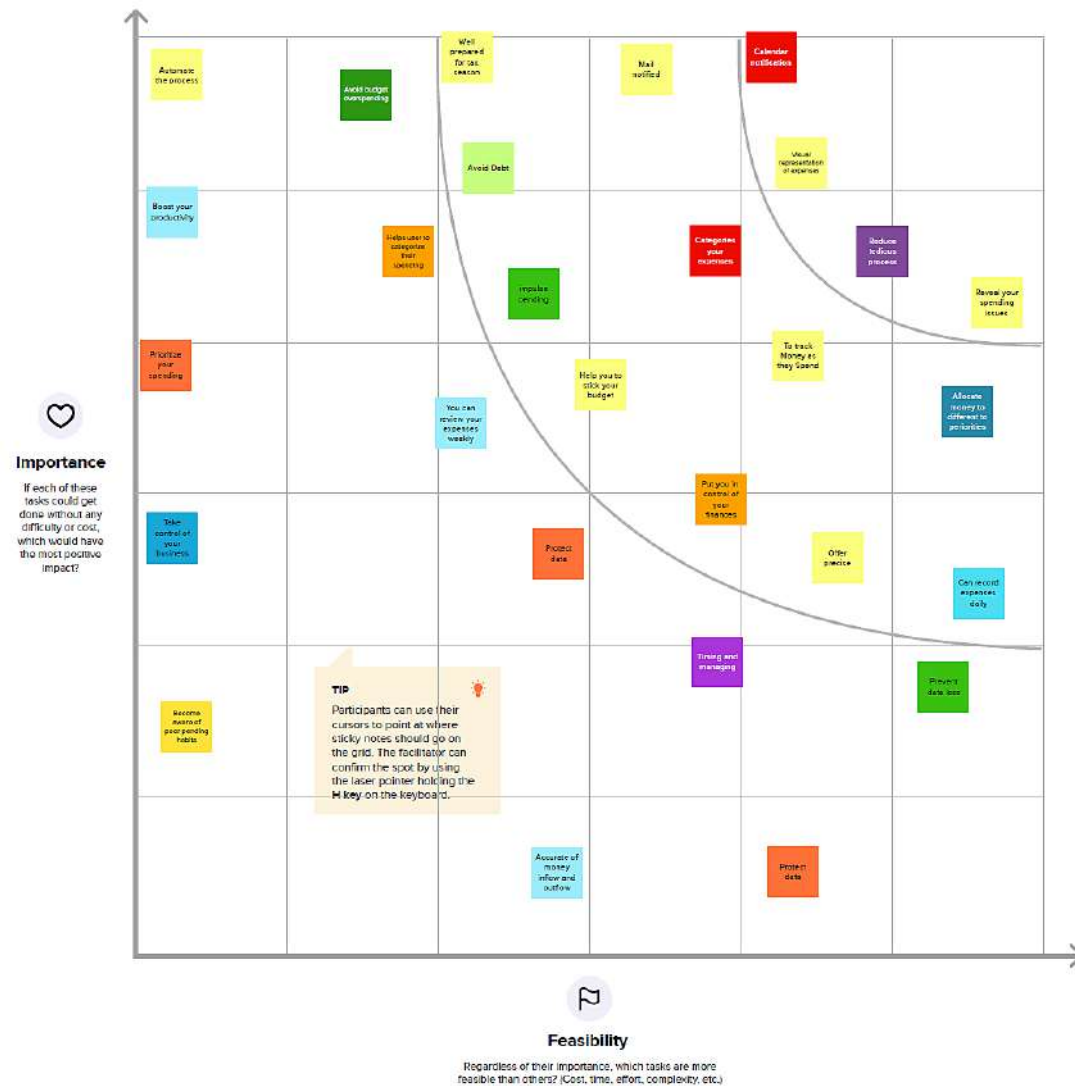 Automate
the process
Avoid budget
overspending
Well
prepared
for tax
season
Mail
notified
Calendar
notification
Avoid Debt
Visual
representation
of expenses
Boost your
productivity
Helps user to
categorize
their
spending
Categories
your
expenses
Reduce
tedious
process
impulse
pending
Reveal your
spending
issues
Prioritize
your
spending
To track
Money as
they Spend
Help you to
stick your
budget
You can
review your
expenses
weekly
Allocate
money to
different to
periorities
Importance
If each of these
tasks could get
done without any
difficulty or cost,
which would have
the most positive
impact?
Put you in
control of
your
finances
Take
control of
your
business
Protect
data
Offer
precise
Can record
expenses
daily
Timing and
managing
Prevent
data loss
TIP
Participants can use their
cursors to point at where
sticky notes should go on
the grid. The facilitator can
confirm the spot by using
the laser pointer holding the
H key on the keyboard.
Become
aware of
poor pending
habits
Accurate of
money
inflow and
outflow
Protect
data
Feasibility
Regardless of their importance, which tasks are more
feasible than others? (Cost, time, effort, complexity, etc.)